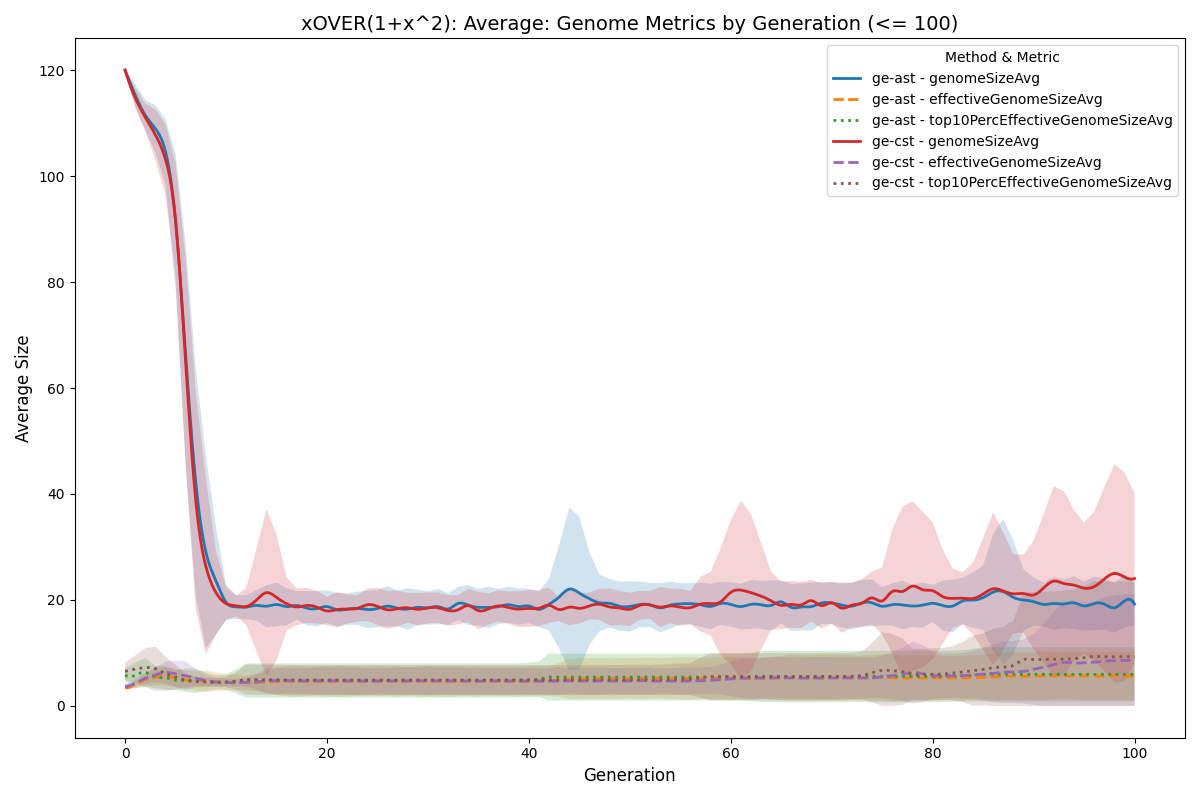 xOVER(1+x^2): Average: Genome Metrics by Generation (<= 100)
Method & Metric
ge-ast - genomeSizeAvg
ge-ast - effectiveGenomeSizeAvg
ge-ast - top10PercEffectiveGenomeSizeAvg
ge-cst - genomeSizeAvg
ge-cst - effectiveGenomeSizeAvg
ge-cst - top10PercEffectiveGenomeSizeAvg
Average Size
120
100
80
60
40
20
0
0 20 40 60 80 100
Generation